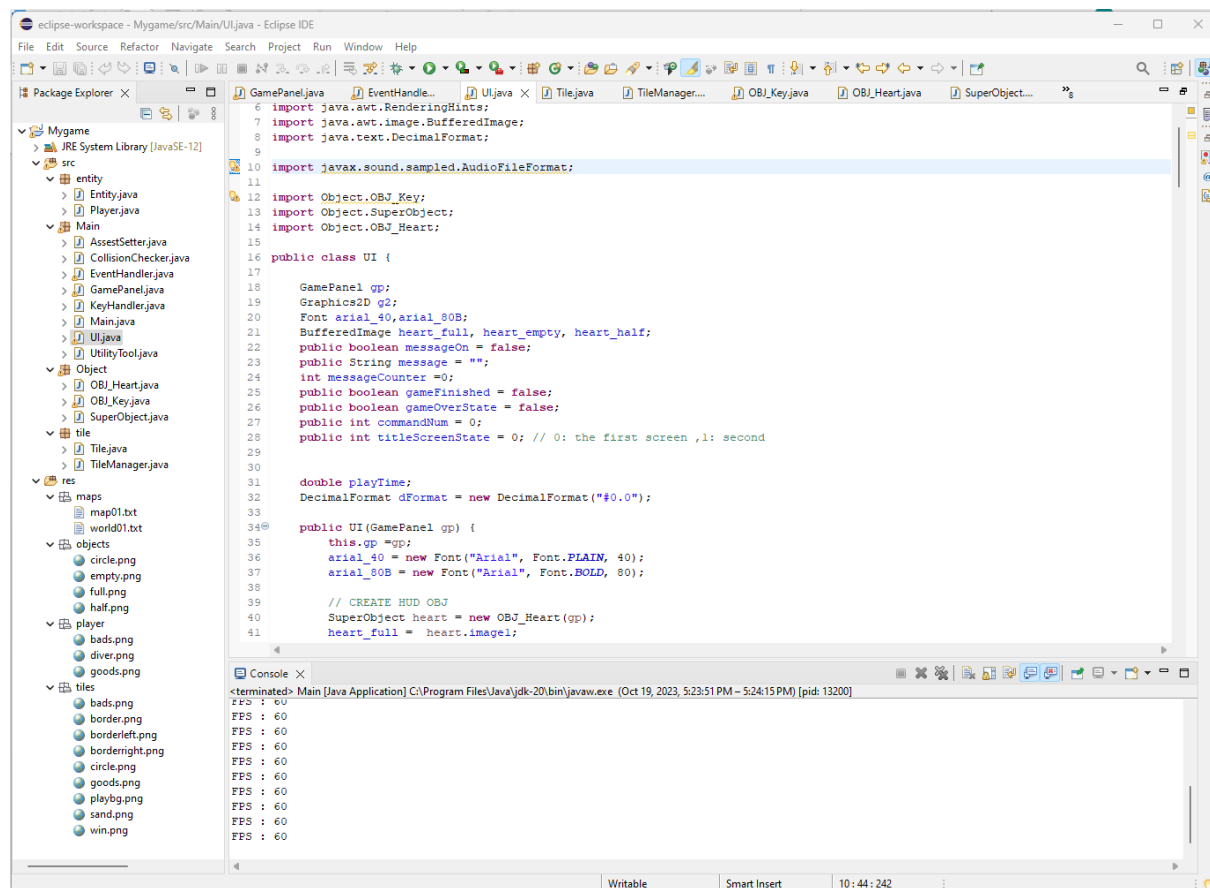 eclipse-workspace - Mygame/src/Main/UI.java - Eclipse IDE
File Edit Source Refactor Navigate Search Project Run Window Help
Package Explorer
Mygame
JRE System Library [JavaSE-12]
src
entity
Entity.java
Player.java
Main
AssestSetter.java
CollisionChecker.java
EventHandler.java
GamePanel.java
KeyHandler.java
Main.java
UI.java
UtilityTool.java
Object
OBJ_Heart.java
OBJ_Key.java
SuperObject.java
tile
Tile.java
TileManager.java
res
maps
map01.txt
world01.txt
objects
circle.png
empty.png
full.png
half.png
player
bads.png
diver.png
goods.png
tiles
bads.png
border.png
borderleft.png
borderright.png
circle.png
goods.png
playbg.png
sand.png
win.png
GamePanel.java EventHandle... UI.java Tile.java TileManager.... OBJ_Key.java OBJ_Heart.java SuperObject.... »8
6 import java.awt.RenderingHints;
7 import java.awt.image.BufferedImage;
8 import java.text.DecimalFormat;
9
10 import javax.sound.sampled.AudioFileFormat;
11
12 import Object.OBJ_Key;
13 import Object.SuperObject;
14 import Object.OBJ_Heart;
15
16 public class UI {
17
18 GamePanel gp;
19 Graphics2D g2;
20 Font arial_40,arial_80B;
21 BufferedImage heart_full, heart_empty, heart_half;
22 public boolean messageOn = false;
23 public String message = "";
24 int messageCounter =0;
25 public boolean gameFinished = false;
26 public boolean gameOverState = false;
27 public int commandNum = 0;
28 public int titleScreenState = 0; // 0: the first screen ,1: second
29
30
31 double playTime;
32 DecimalFormat dFormat = new DecimalFormat("#0.0");
33
34 public UI(GamePanel gp) {
35 this.gp =gp;
36 arial_40 = new Font("Arial", Font.PLAIN, 40);
37 arial_80B = new Font("Arial", Font.BOLD, 80);
38
39 // CREATE HUD OBJ
40 SuperObject heart = new OBJ_Heart(gp);
41 heart_full = heart.image1;
Console
<terminated> Main [Java Application] C:\Program Files\Java\jdk-20\bin\javaw.exe (Oct 19, 2023, 5:23:51 PM – 5:24:15 PM) [pid: 13200]
FPS : 60
FPS : 60
FPS : 60
FPS : 60
FPS : 60
FPS : 60
FPS : 60
FPS : 60
FPS : 60
FPS : 60
Writable Smart Insert 10 : 44 : 242